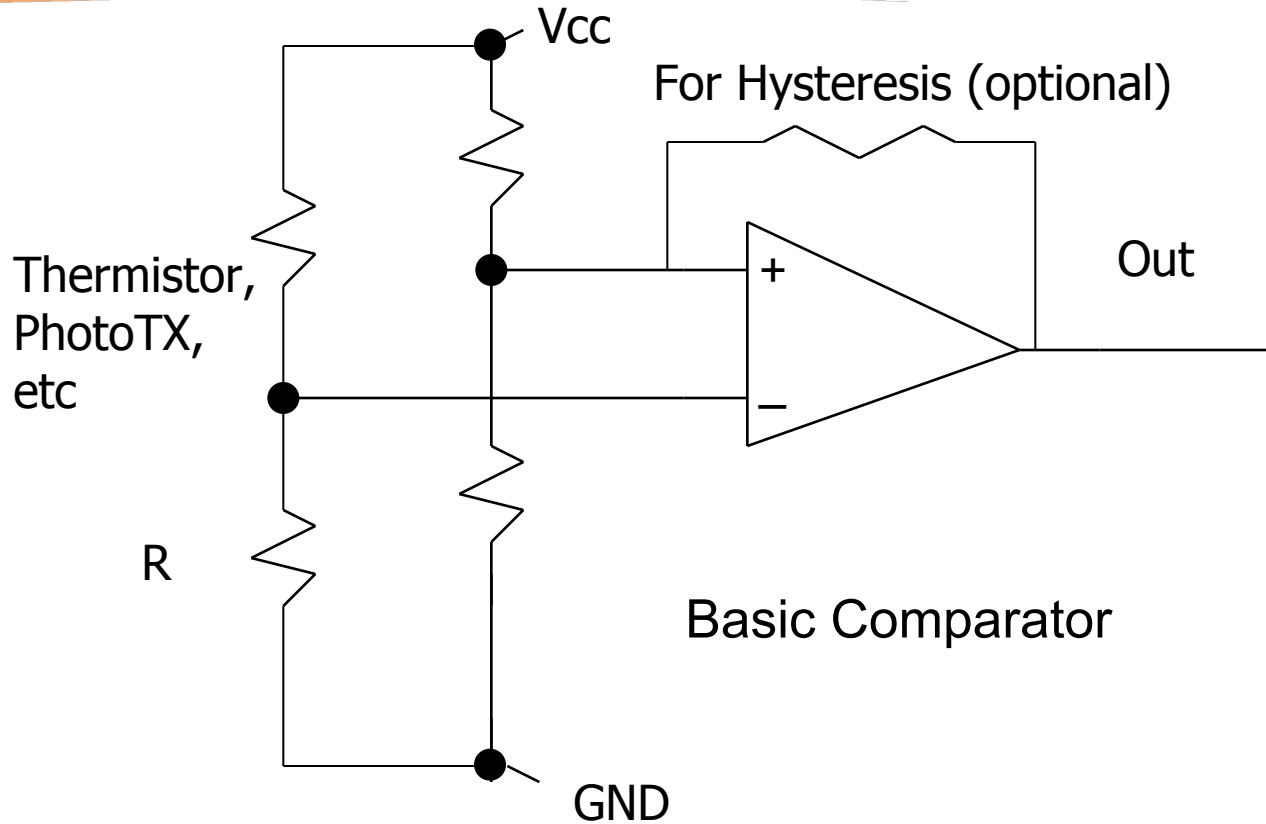 Vcc
For Hysteresis (optional)
+
Out
Thermistor,
PhotoTX,
etc
–
R
Basic Comparator
GND